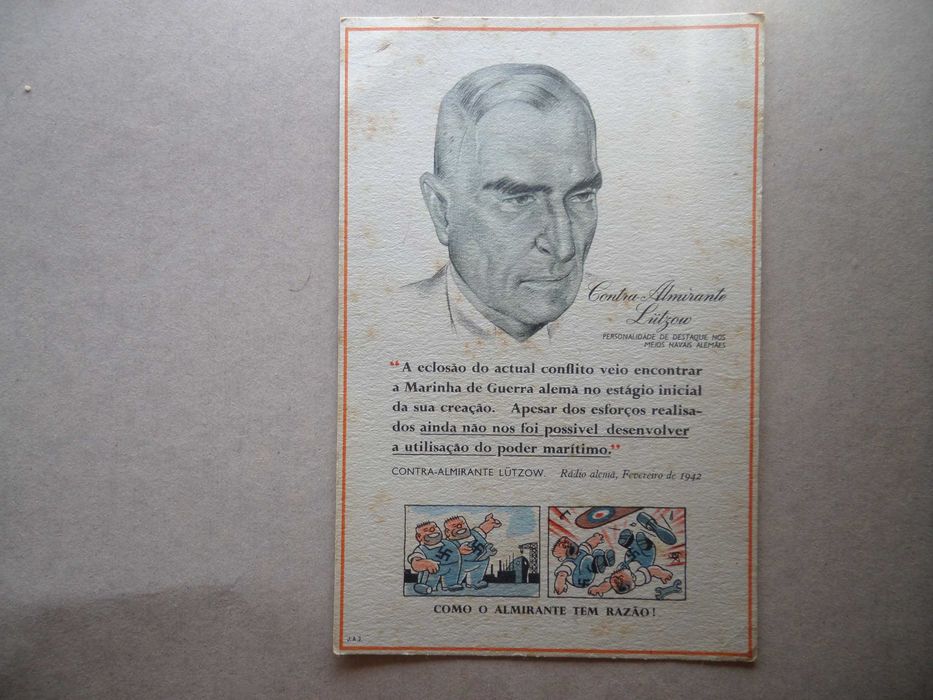 Contra-Almirante
Lützow
PERSONALIDADE DE DESTAQUE NOS
MEIOS NAVAIS ALEMÃES
“A eclosão do actual conflito veio encontrar
a Marinha de Guerra alemã no estágio inicial
da sua creação. Apesar dos esforços realisa-
dos ainda não nos foi possivel desenvolver
a utilisação do poder marítimo.”
CONTRA-ALMIRANTE LÜTZOW. Rádio alemã, Fevereiro de 1942
COMO O ALMIRANTE TEM RAZÃO!